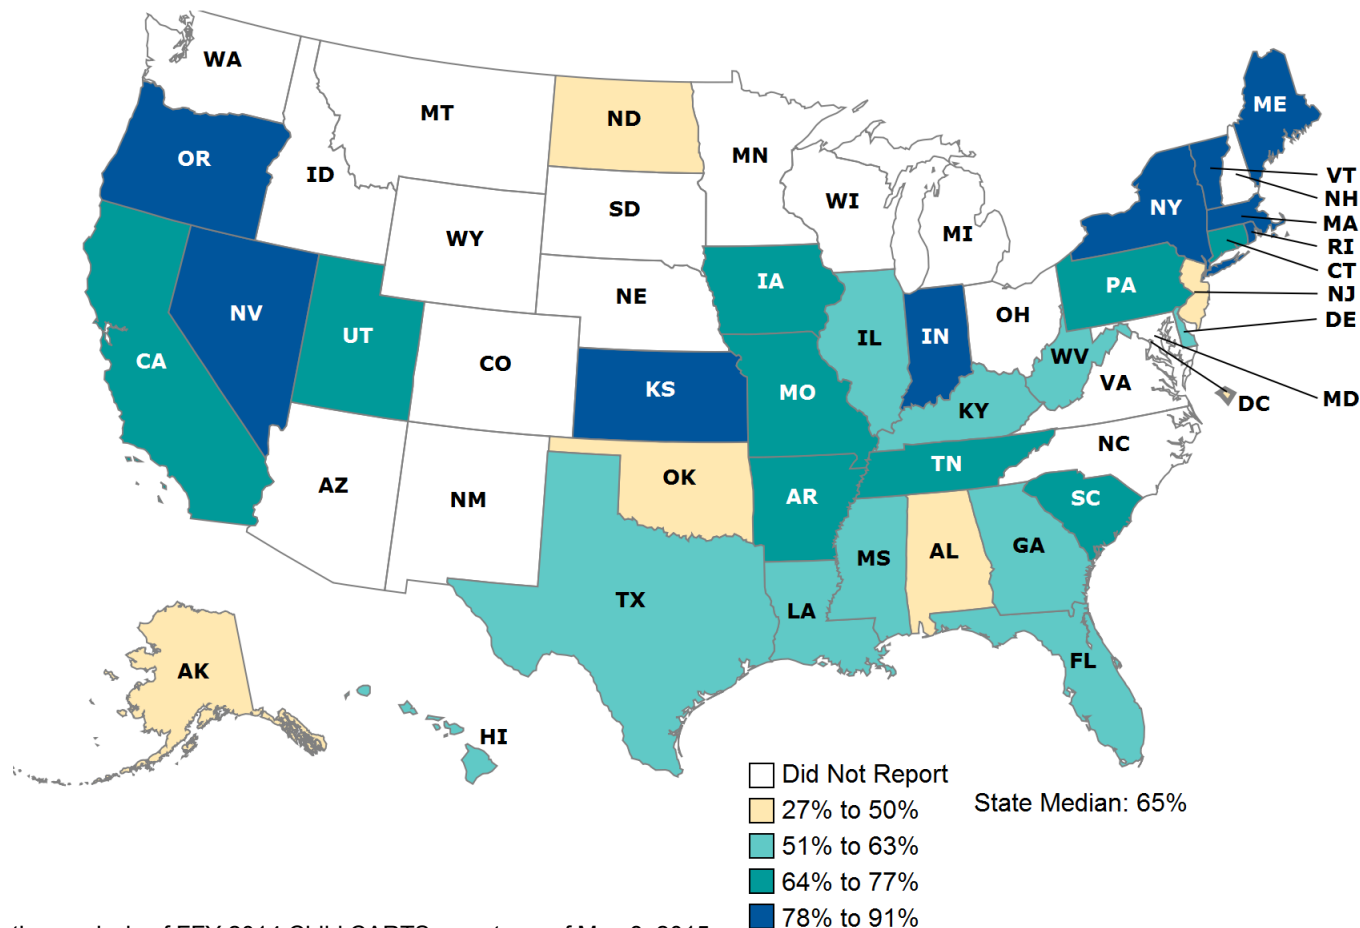 WA
MT
ND
MN
ME
OR
ID
SD
WI
MI
VT
NH
NY
MA
WY
RI
CT
IA
PA
NJ
NE
NV
UT
IL
IN
OH
DE
CA
CO
KS
MO
WV
VA
KY
DC
MD
AZ
NM
OK
AR
TN
NC
SC
MS
AL
GA
TX
LA
FL
AK
HI
Did Not Report
27% to 50%
State Median: 65%
51% to 63%
64% to 77%
78% to 91%